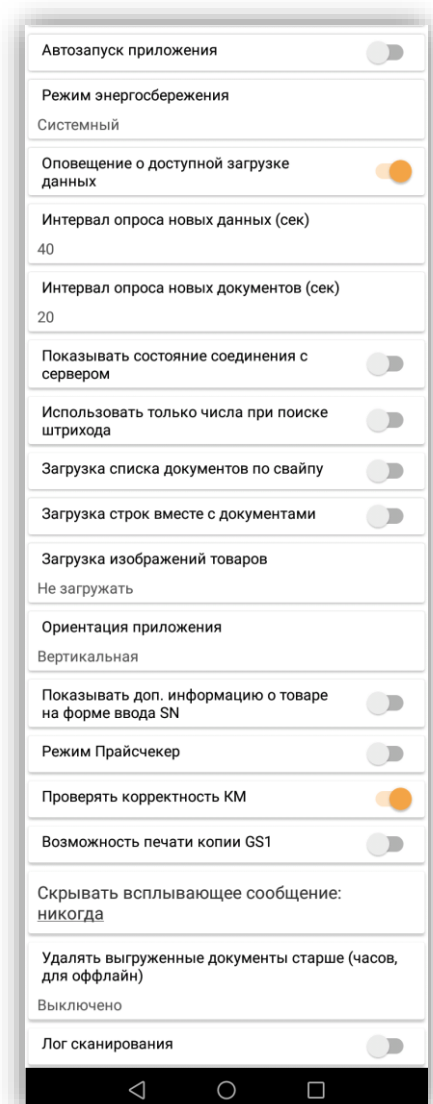 Автозапуск приложения
Режим энергосбережения
Системный
Оповещение о доступной загрузке
данных
Интервал опроса новых данных (сек)
40
Интервал опроса новых документов (сек)
20
Показывать состояние соединения с
сервером
Использовать только числа при поиске
штрихода
Загрузка списка документов по свайпу
Загрузка строк вместе с документами
Загрузка изображений товаров
Не загружать
Ориентация приложения
Вертикальная
Показывать доп. информацию о товаре
на форме ввода SN
Режим Прайсчекер
Проверять корректность КМ
Возможность печати копии GS1
Скрывать всплывающее сообщение:
никогда
Удалять выгруженные документы старше (часов,
для оффлайн)
Выключено
Лог сканирования